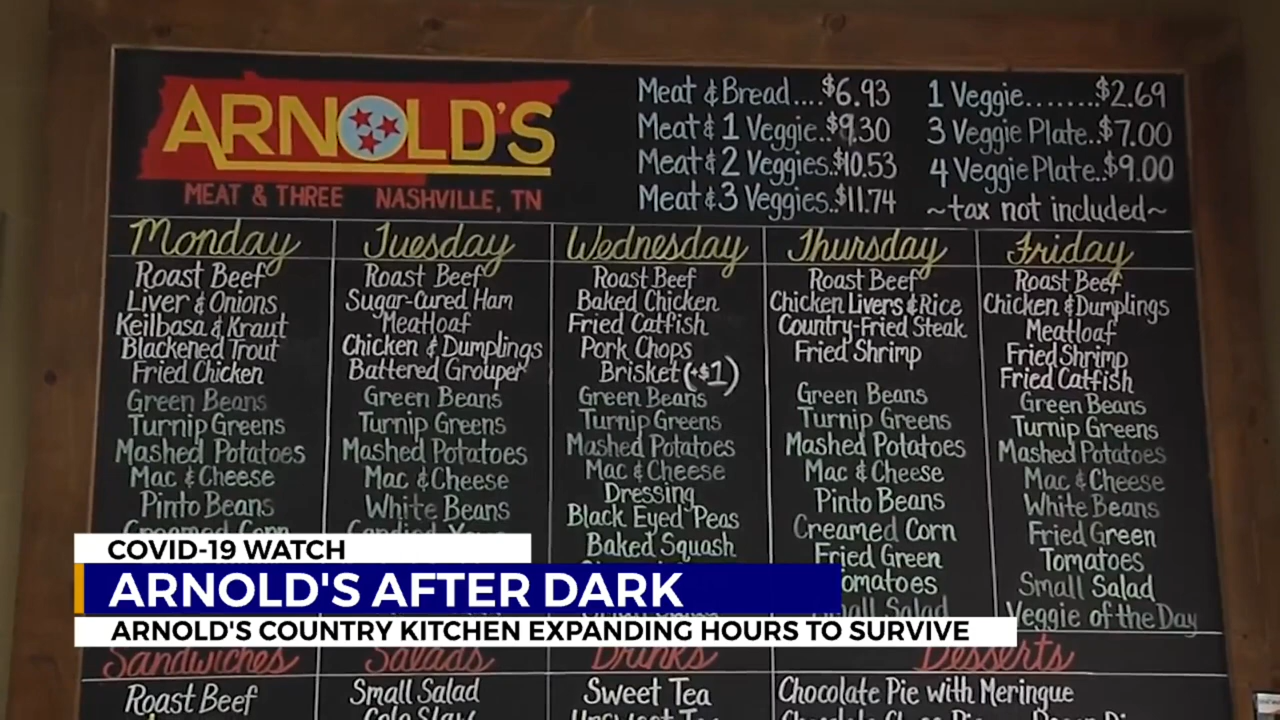 ARNOLD'S
MEAT & THREE NASHVILLE, TN
Meat & Bread....$6.93
Meat & 1 Veggie..$9.30
Meat & 2 Veggies.$10.53
Meat & 3 Veggies..$11.74
1 Veggie........$2.69
3 Veggie Plate..$7.00
4 Veggie Plate..$9.00
~tax not included~
Monday
Roast Beef
Liver & Onions
Keilbasa & Kraut
Blackened Trout
Fried Chicken
Green Beans
Turnip Greens
Mashed Potatoes
Mac & Cheese
Pinto Beans
Creamed Corn
Tuesday
Roast Beef
Sugar-Cured Ham
Meatloaf
Chicken & Dumplings
Battered Grouper
Green Beans
Turnip Greens
Mashed Potatoes
Mac & Cheese
White Beans
Wednesday
Roast Beef
Baked Chicken
Fried Catfish
Pork Chops
Brisket (+$1)
Green Beans
Turnip Greens
Mashed Potatoes
Mac & Cheese
Dressing
Black Eyed Peas
Baked Squash
Thursday
Roast Beef
Chicken Livers & Rice
Country-Fried Steak
Fried Shrimp
Green Beans
Turnip Greens
Mashed Potatoes
Mac & Cheese
Pinto Beans
Creamed Corn
Fried Green
Tomatoes
Small Salad
Friday
Roast Beef
Chicken & Dumplings
Meatloaf
Fried Shrimp
Fried Catfish
Green Beans
Turnip Greens
Mashed Potatoes
Mac & Cheese
White Beans
Fried Green
Tomatoes
Small Salad
Veggie of the Day
COVID-19 WATCH
ARNOLD'S AFTER DARK
ARNOLD'S COUNTRY KITCHEN EXPANDING HOURS TO SURVIVE
Sandwiches
Roast Beef
Salads
Small Salad
Drinks
Sweet Tea
Desserts
Chocolate Pie with Meringue